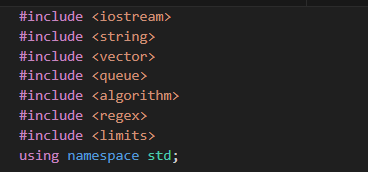 #include <iostream>
#include <string>
#include <vector>
#include <queue>
#include <algorithm>
#include <regex>
#include <limits>
using namespace std;